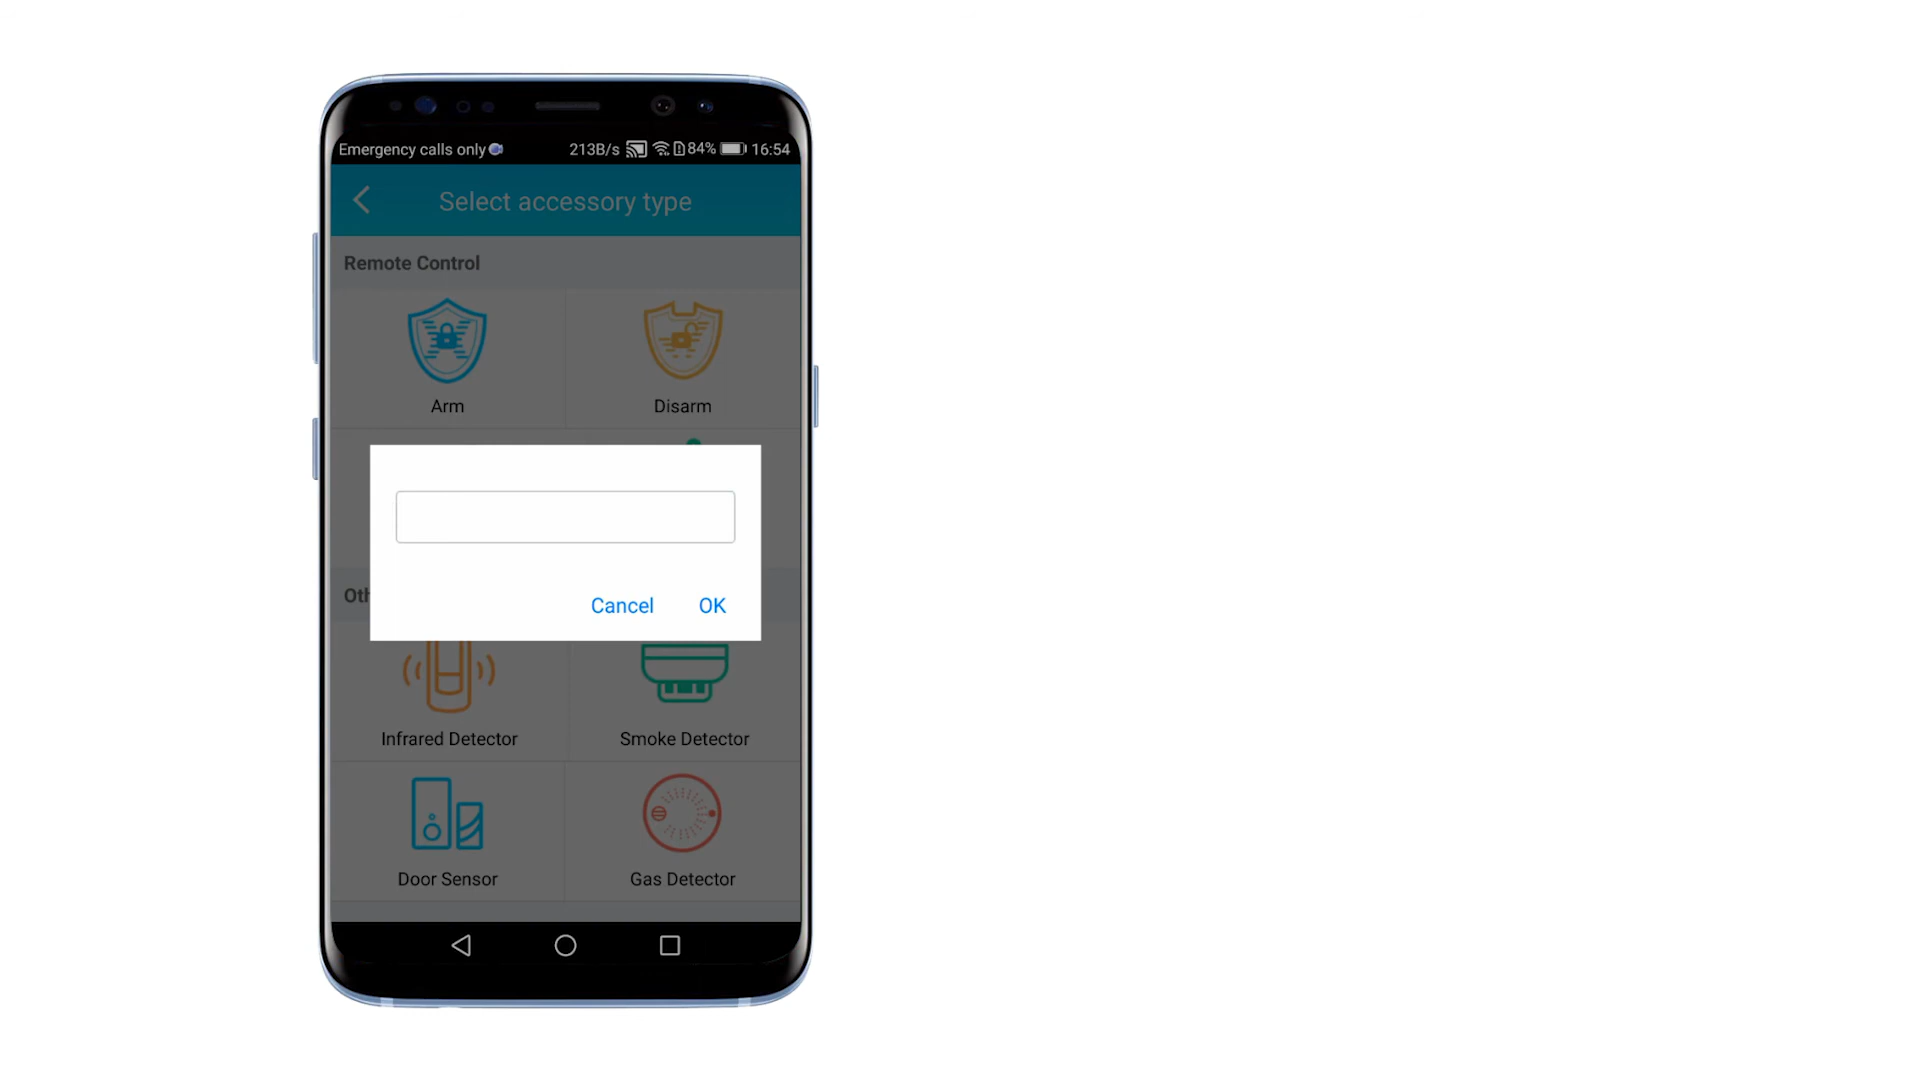 Emergency calls only 213B/s 84% 16:54
Select accessory type
Remote Control
Arm Disarm
Cancel OK
Infrared Detector Smoke Detector
Door Sensor Gas Detector